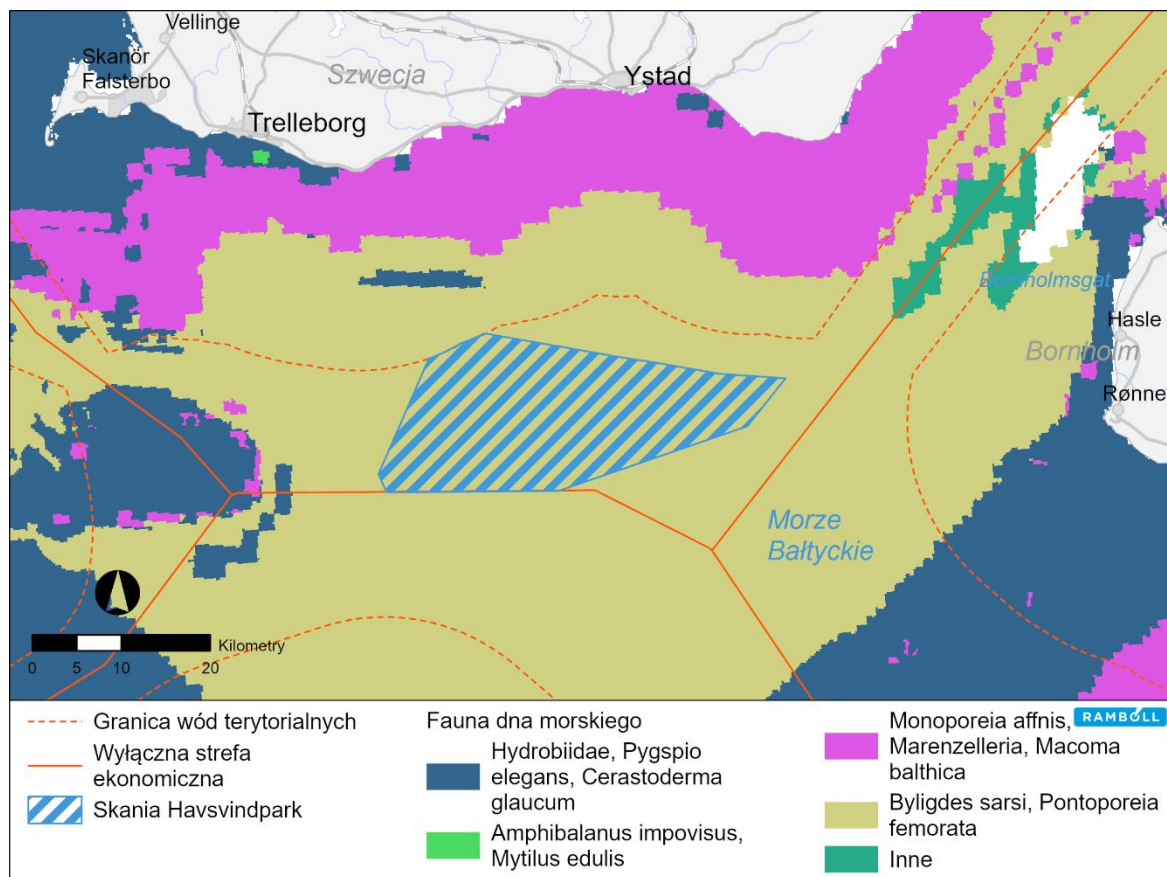 Vellinge
Skanör
Falsterbo
Szwecja
Ystad
Trelleborg
Bornholmsgat
Hasle
Bornholm
Rønne
Morze
Bałtyckie
Kilometry
0 5 10 20
Granica wód terytorialnych
Wyłączna strefa
ekonomiczna
Skania Havsvindpark
Fauna dna morskiego
Hydrobiidae, Pygspio
elegans, Cerastoderma
glaucum
Amphibalanus impovisus,
Mytilus edulis
Monoporeia affnis,
Marenzelleria, Macoma
balthica
Byligdes sarsi, Pontoporeia
femorata
Inne
RAMBOLL